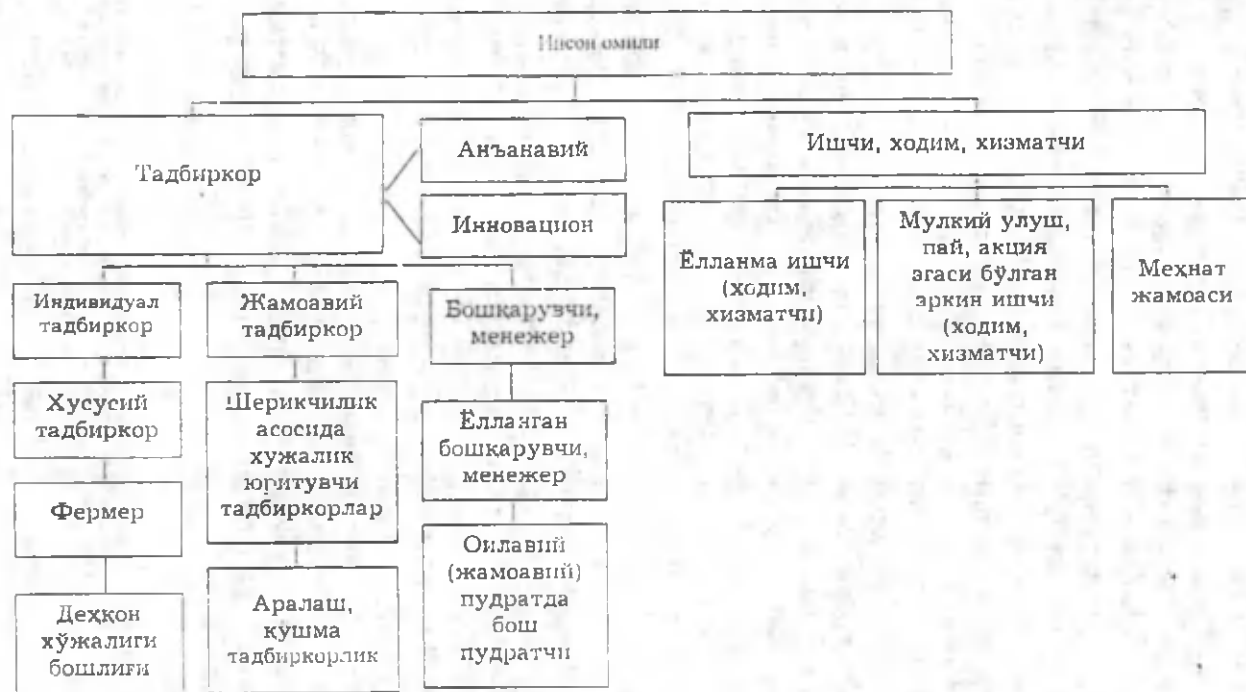 Инсон омили
Тадбиркор
Анъанавий
Инновацион
Ишчи, ходим, хизматчи
Индивидуал
тадбиркор
Жамоавий
тадбиркор
Бошқарувчи,
менежер
Ёлланма ишчи
(ходим,
хизматчи)
Мулкий улуш,
пай, акция
эгаси бўлган
эркин ишчи
(ходим,
хизматчи)
Меҳнат
жамоаси
Хусусий
тадбиркор
Шерикчилик
асосида
хужалик
юритувчи
тадбиркорлар
Ёлланган
бошқарувчи,
менежер
Фермер
Оилавий
(жамоавий)
пудратда
бош
пудратчи
Деҳқон
хўжалиги
бошлиғи
Аралаш,
қушма
тадбиркорлик